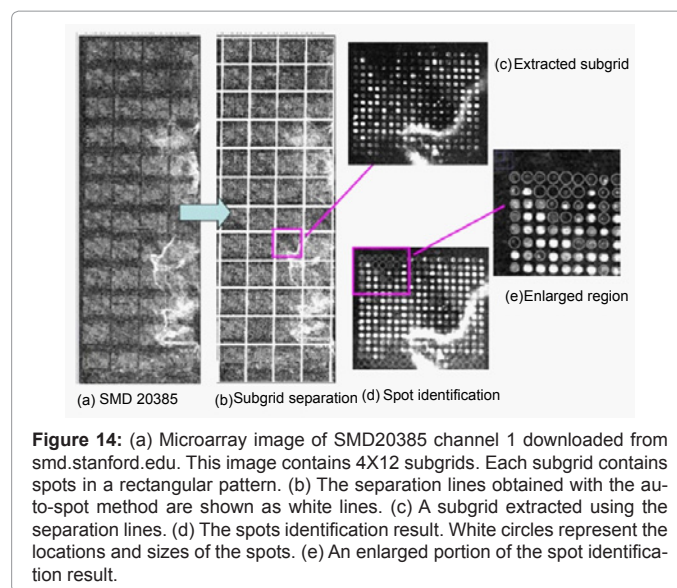 (c)Extracted subgrid
(e)Enlarged region
(a) SMD 20385
(b)Subgrid separation
(d) Spot identification
Figure 14: (a) Microarray image of SMD20385 channel 1 downloaded from
smd.stanford.edu. This image contains 4X12 subgrids. Each subgrid contains
spots in a rectangular pattern. (b) The separation lines obtained with the au-
to-spot method are shown as white lines. (c) A subgrid extracted using the
separation lines. (d) The spots identification result. White circles represent the
locations and sizes of the spots. (e) An enlarged portion of the spot identifica-
tion result.